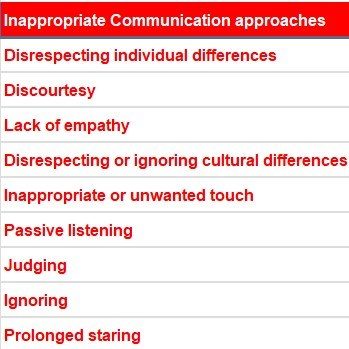 Inappropriate Communication approaches
Disrespecting individual differences
Discourtesy
Lack of empathy
Disrespecting or ignoring cultural differences
Inappropriate or unwanted touch
Passive listening
Judging
Ignoring
Prolonged staring